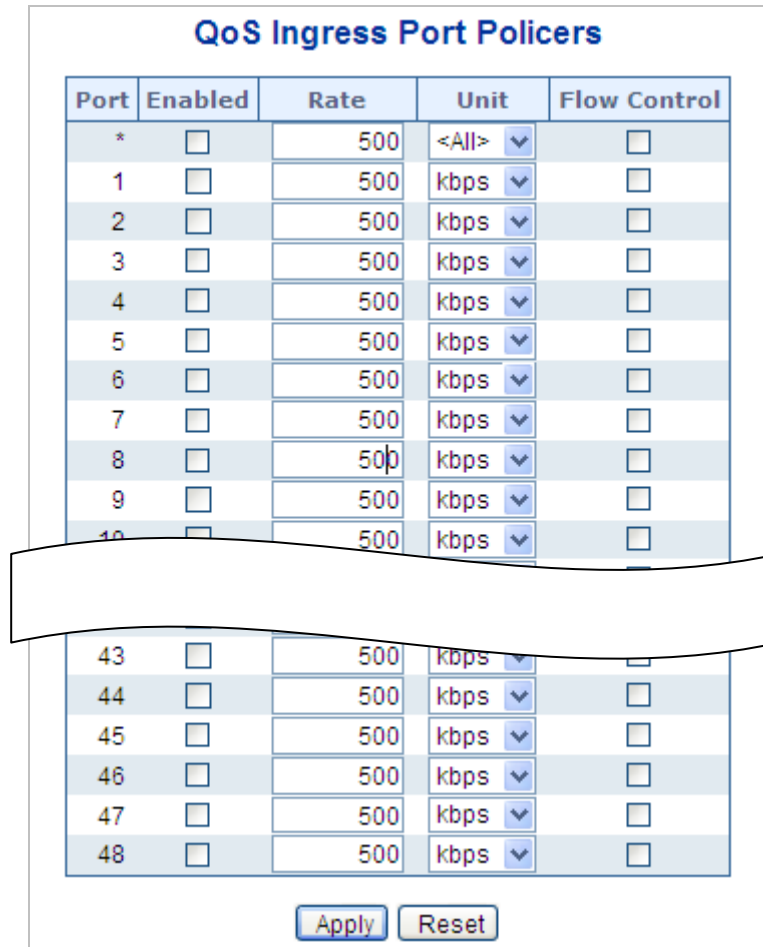 QoS Ingress Port Policers
Port Enabled Rate Unit Flow Control
* 500 <All>
1 500 kbps
2 500 kbps
3 500 kbps
4 500 kbps
5 500 kbps
6 500 kbps
7 500 kbps
8 500 kbps
9 500 kbps
10 500 kbps
43 500 kbps
44 500 kbps
45 500 kbps
46 500 kbps
47 500 kbps
48 500 kbps
Apply Reset